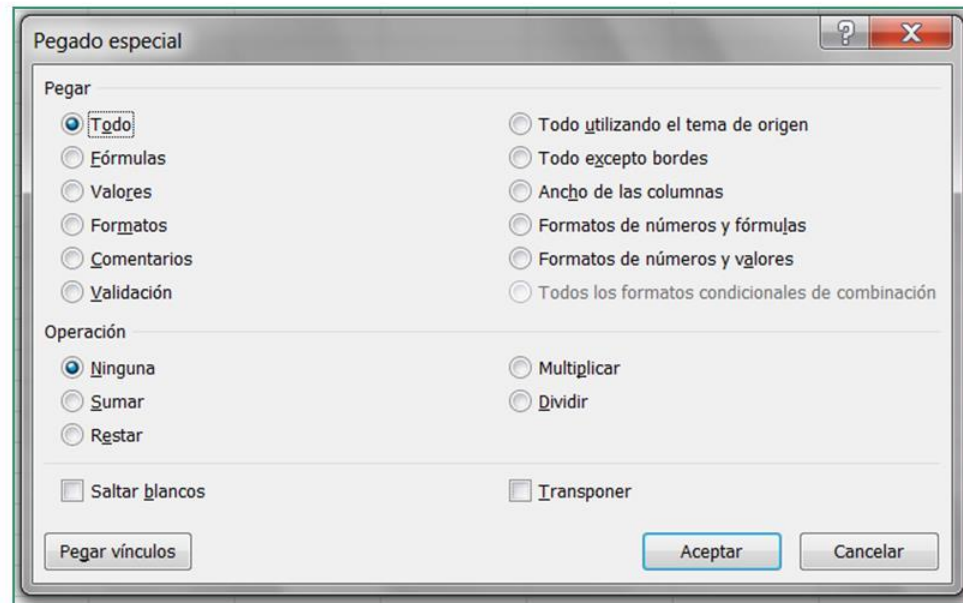 Pegado especial
Pegar
Todo
Fórmulas
Valores
Formatos
Comentarios
Validación
Todo utilizando el tema de origen
Todo excepto bordes
Ancho de las columnas
Formatos de números y fórmulas
Formatos de números y valores
Todos los formatos condicionales de combinación
Operación
Ninguna
Sumar
Restar
Multiplicar
Dividir
Saltar blancos
Transponer
Pegar vínculos
Aceptar
Cancelar